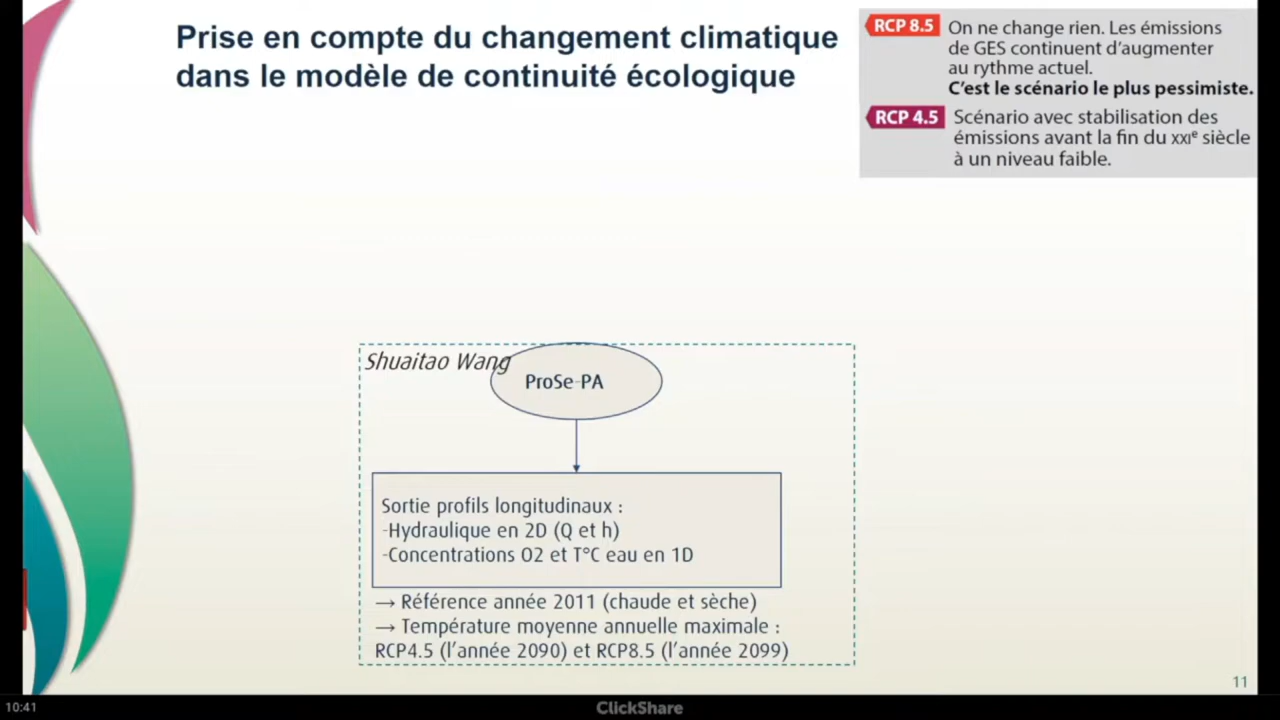 Prise en compte du changement climatique
dans le modèle de continuité écologique
RCP 8.5
On ne change rien. Les émissions
de GES continuent d'augmenter
au rythme actuel.
C'est le scénario le plus pessimiste.
RCP 4.5
Scénario avec stabilisation des
émissions avant la fin du XXIe siècle
à un niveau faible.
Shuaitao Wang
ProSe-PA
Sortie profils longitudinaux :
-Hydraulique en 2D (Q et h)
-Concentrations O2 et T°C eau en 1D
→ Référence année 2011 (chaude et sèche)
→ Température moyenne annuelle maximale :
RCP4.5 (l'année 2090) et RCP8.5 (l'année 2099)
11
10:41
ClickShare